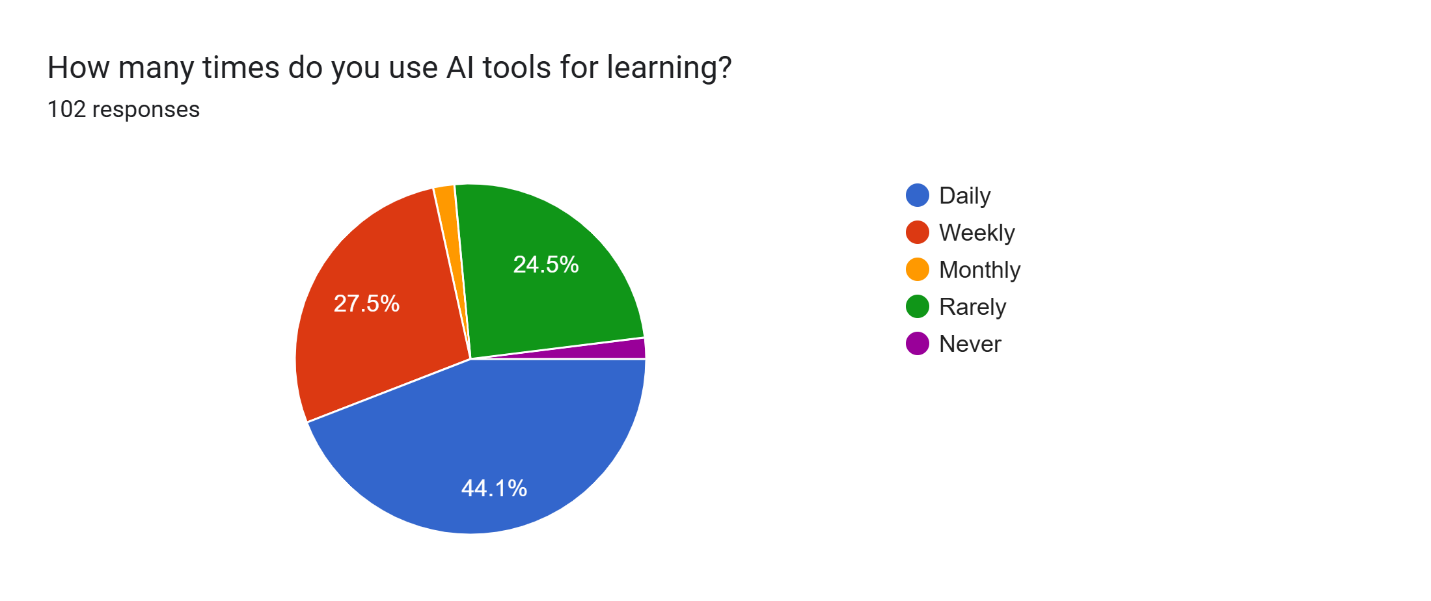 How many times do you use AI tools for learning?
102 responses
Daily
Weekly
Monthly
Rarely
Never
24.5%
27.5%
44.1%